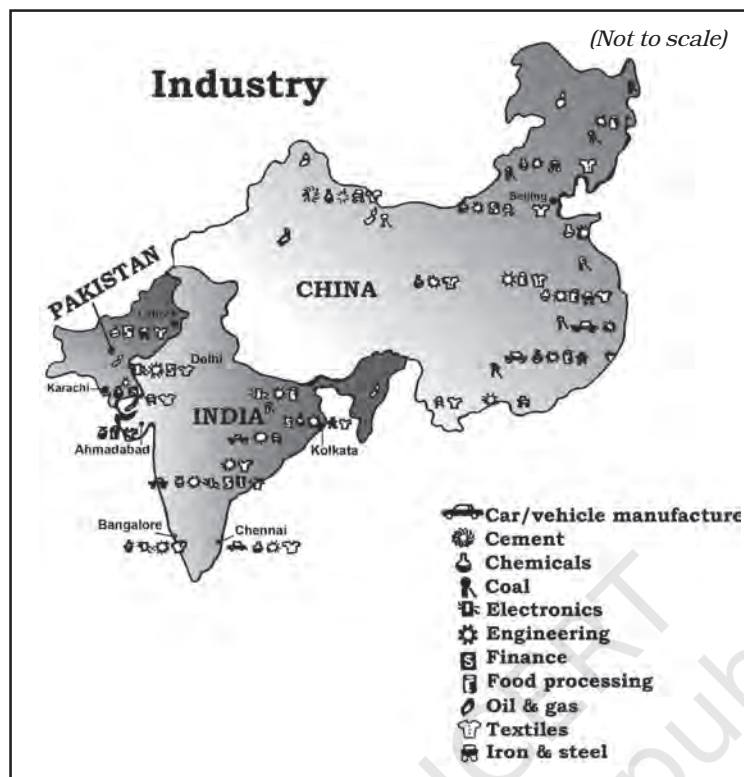 (Not to scale)
Industry
Beijing
PAKISTAN
CHINA
Lahore
Delhi
Karachi
INDIA
Ahmadabad
Kolkata
Bangalore
Chennai
Car/vehicle manufacture
Cement
Chemicals
Coal
Electronics
Engineering
Finance
Food processing
Oil & gas
Textiles
Iron & steel